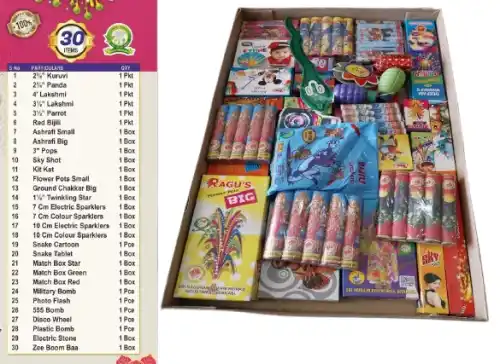 100%
30
ITEMS
S.No PARTICULARS QTY
1 2¾" Kuruvi 1 Pkt
2 2¾" Panda 1 Pkt
3 4" Lakshmi 1 Pkt
4 3½" Lakshmi 1 Pkt
5 3½" Parrot 1 Pkt
6 Red Bijili 1 Pkt
7 Ashrafi Small 1 Box
8 Ashrafi Big 1 Box
9 3" Pops 1 Box
10 Sky Shot 1 Box
11 Kit Kat 1 Box
12 Flower Pots Small 1 Box
13 Ground Chakkar Big 1 Box
14 1½" Twinkling Star 1 Box
15 7 Cm Electric Sparklers 1 Box
16 7 Cm Colour Sparklers 1 Box
17 10 Cm Electric Sparklers 1 Box
18 10 Cm Colour Sparklers 1 Box
19 Snake Cartoon 1 Pce
20 Snake Tablet 1 Box
21 Match Box Star 1 Box
22 Match Box Green 1 Box
23 Match Box Red 1 Box
24 Military Bomb 1 Pce
25 Photo Flash 1 Pce
26 555 Bomb 1 Pce
27 Disco Wheel 1 Pce
28 Plastic Bomb 1 Pce
29 Electric Stone 1 Box
30 Zee Boom Baa 1 Box
RAGU'S
Flower Pots
BIG